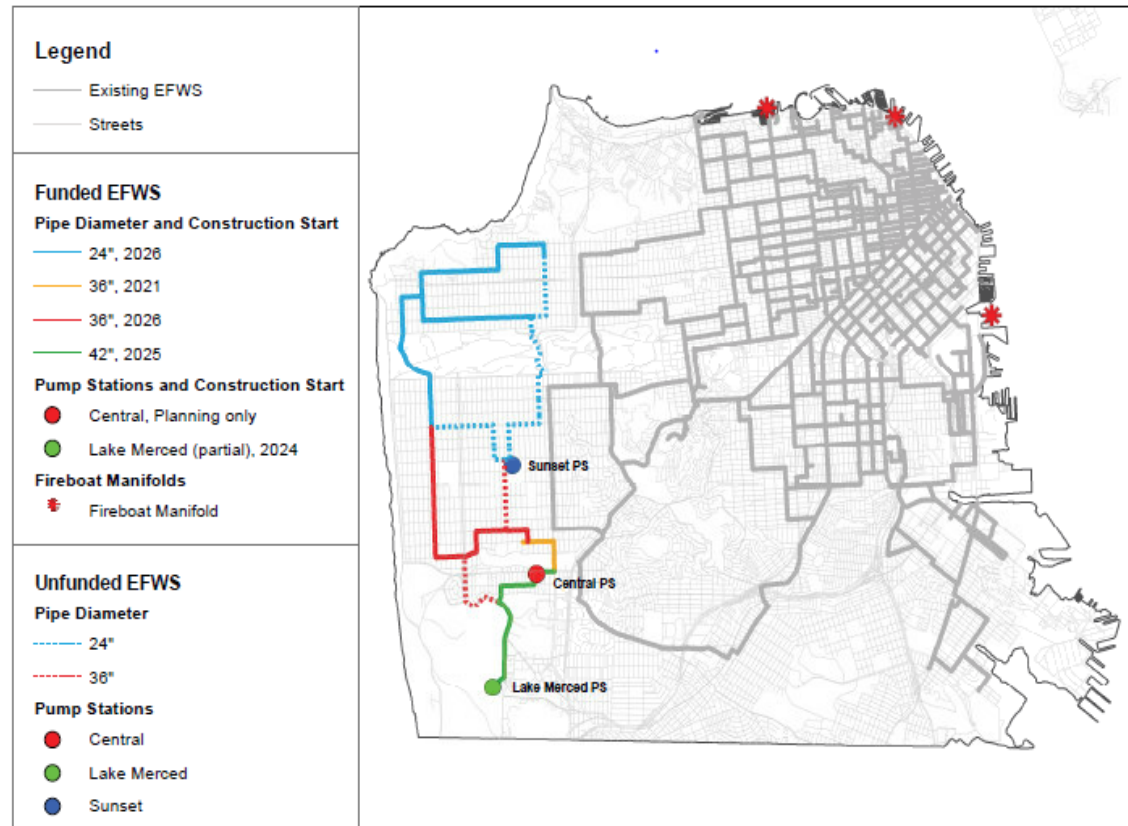 Legend
Existing EFWS
Streets
Funded EFWS
Pipe Diameter and Construction Start
24", 2026
36", 2021
36", 2026
42", 2025
Pump Stations and Construction Start
Central, Planning only
Lake Merced (partial), 2024
Fireboat Manifolds
Fireboat Manifold
Unfunded EFWS
Pipe Diameter
24"
36"
Pump Stations
Central
Lake Merced
Sunset
Sunset PS
Central PS
Lake Merced PS